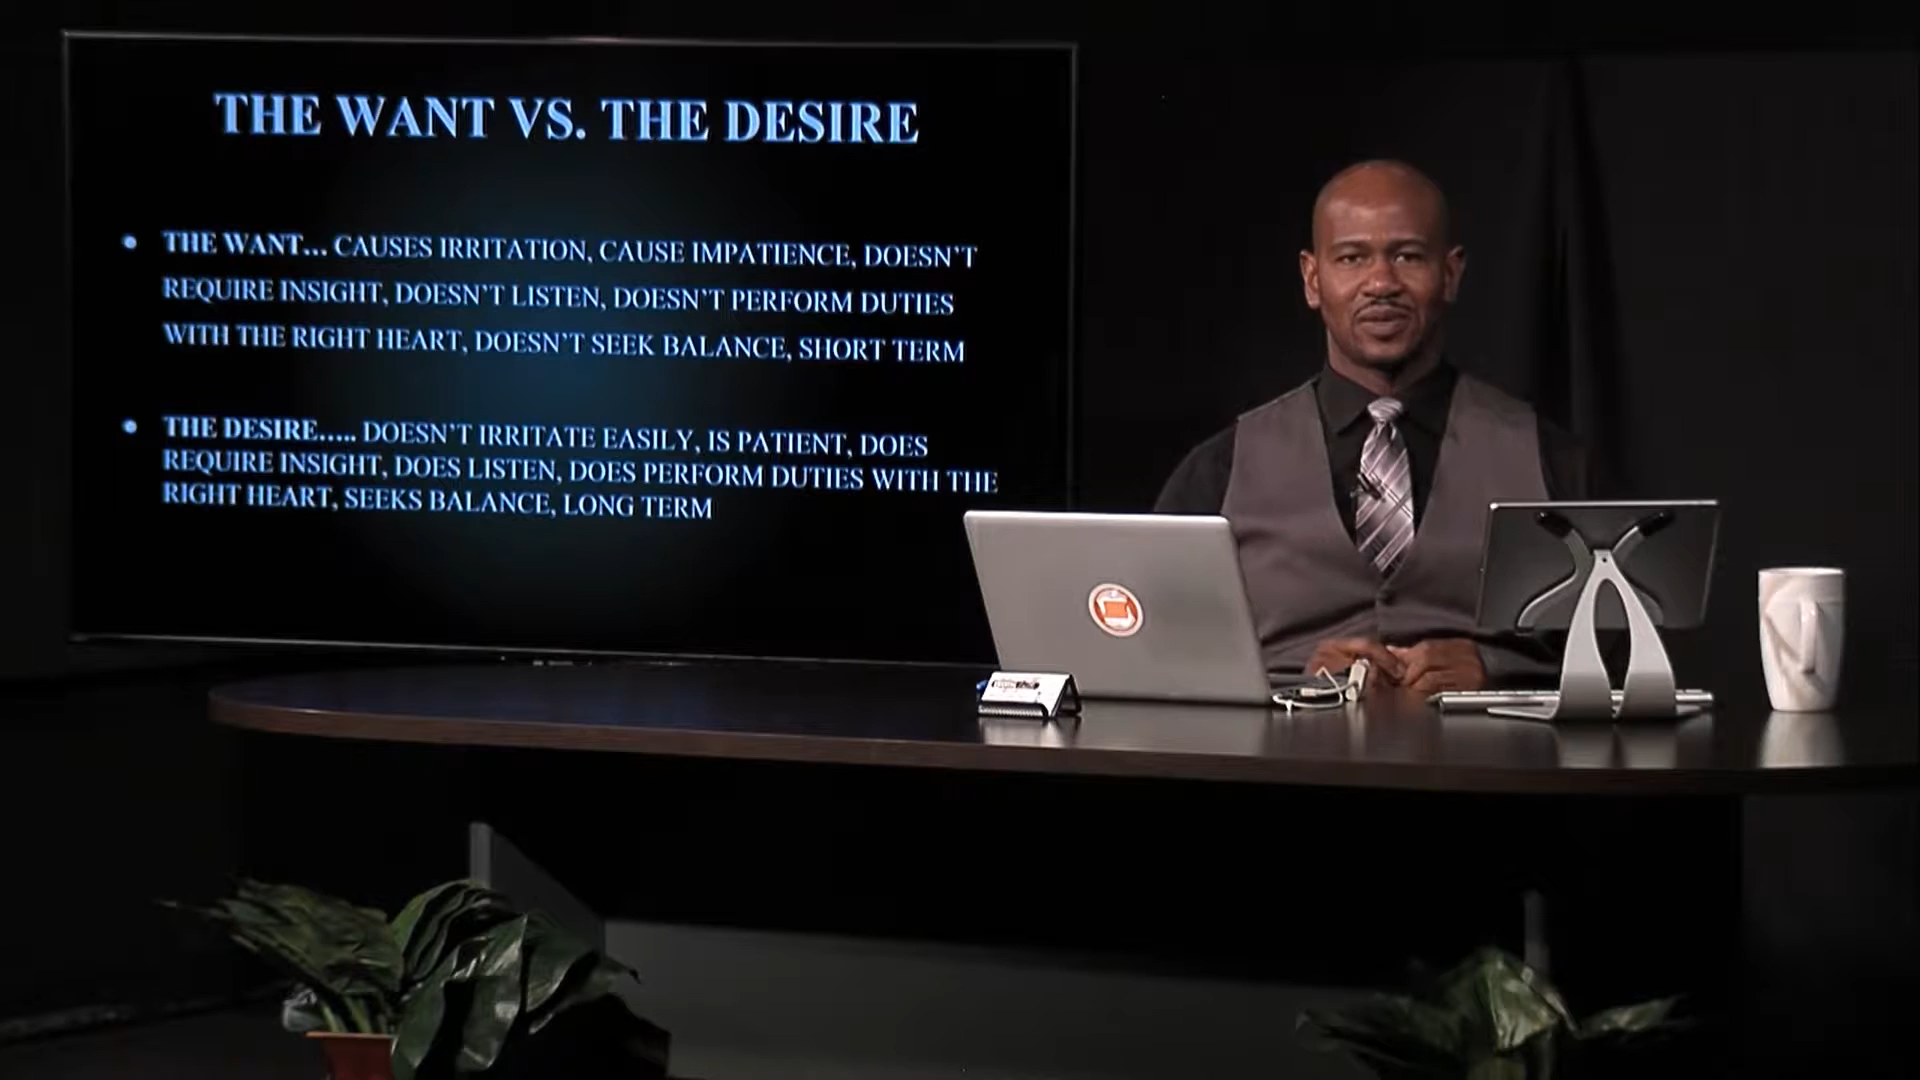 THE WANT VS. THE DESIRE
THE WANT... CAUSES IRRITATION, CAUSE IMPATIENCE, DOESN'T
REQUIRE INSIGHT, DOESN'T LISTEN, DOESN'T PERFORM DUTIES
WITH THE RIGHT HEART, DOESN'T SEEK BALANCE, SHORT TERM
THE DESIRE..... DOESN'T IRRITATE EASILY, IS PATIENT, DOES
REQUIRE INSIGHT, DOES LISTEN, DOES PERFORM DUTIES WITH THE
RIGHT HEART, SEEKS BALANCE, LONG TERM